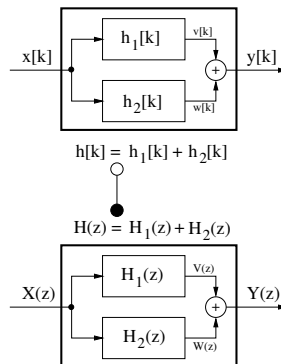 h₁[k]
v[k]
x[k]
+
y[k]
h₂[k]
w[k]
h[k] = h₁[k] + h₂[k]
H(z) = H₁(z) + H₂(z)
H₁(z)
V(z)
X(z)
+
Y(z)
H₂(z)
W(z)